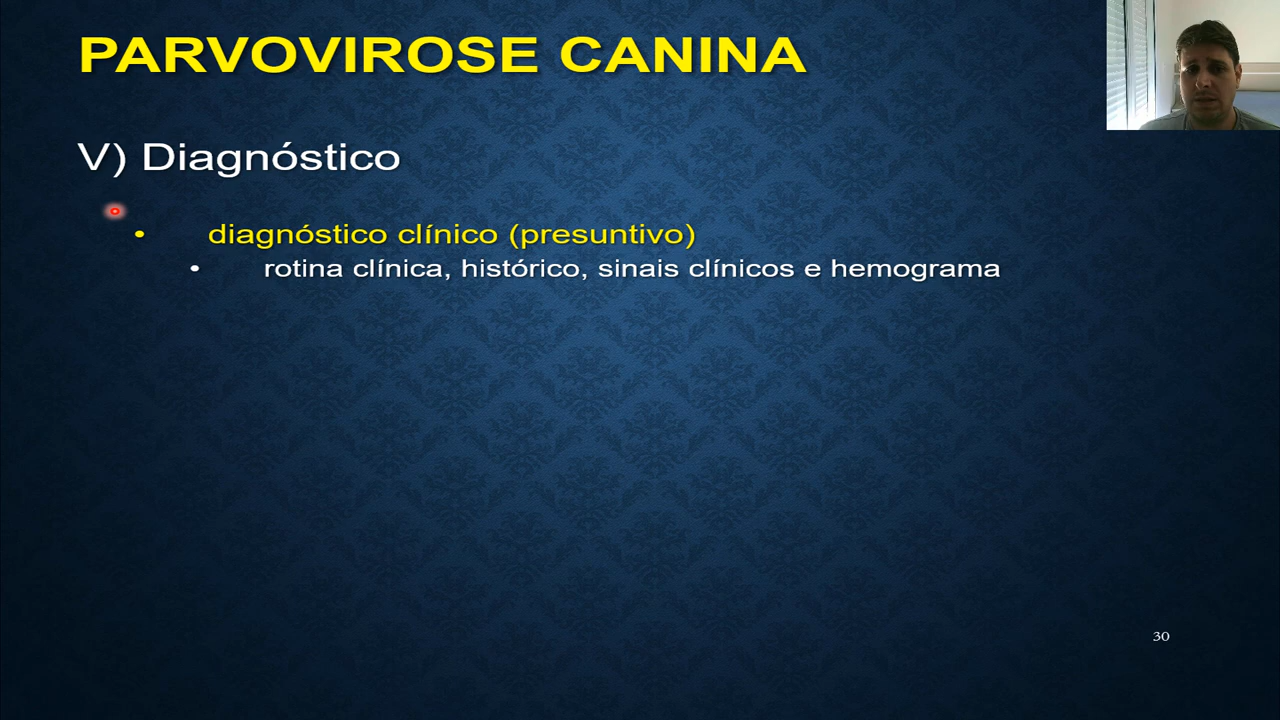 PARVOVIROSE CANINA
V) Diagnóstico
• diagnóstico clínico (presuntivo)
• rotina clínica, histórico, sinais clínicos e hemograma
30